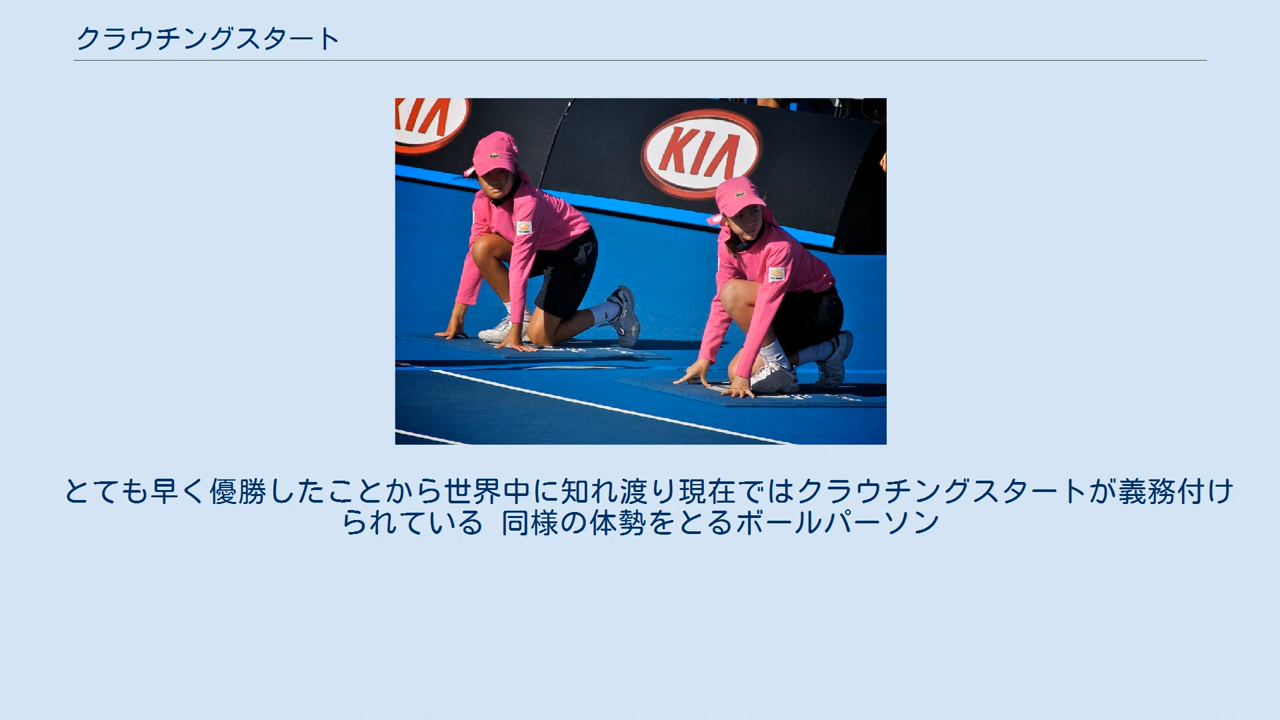 クラウチングスタート
KIA
KIA
とても早く優勝したことから世界中に知れ渡り現在ではクラウチングスタートが義務付け
られている 同様の体勢をとるボールパーソン